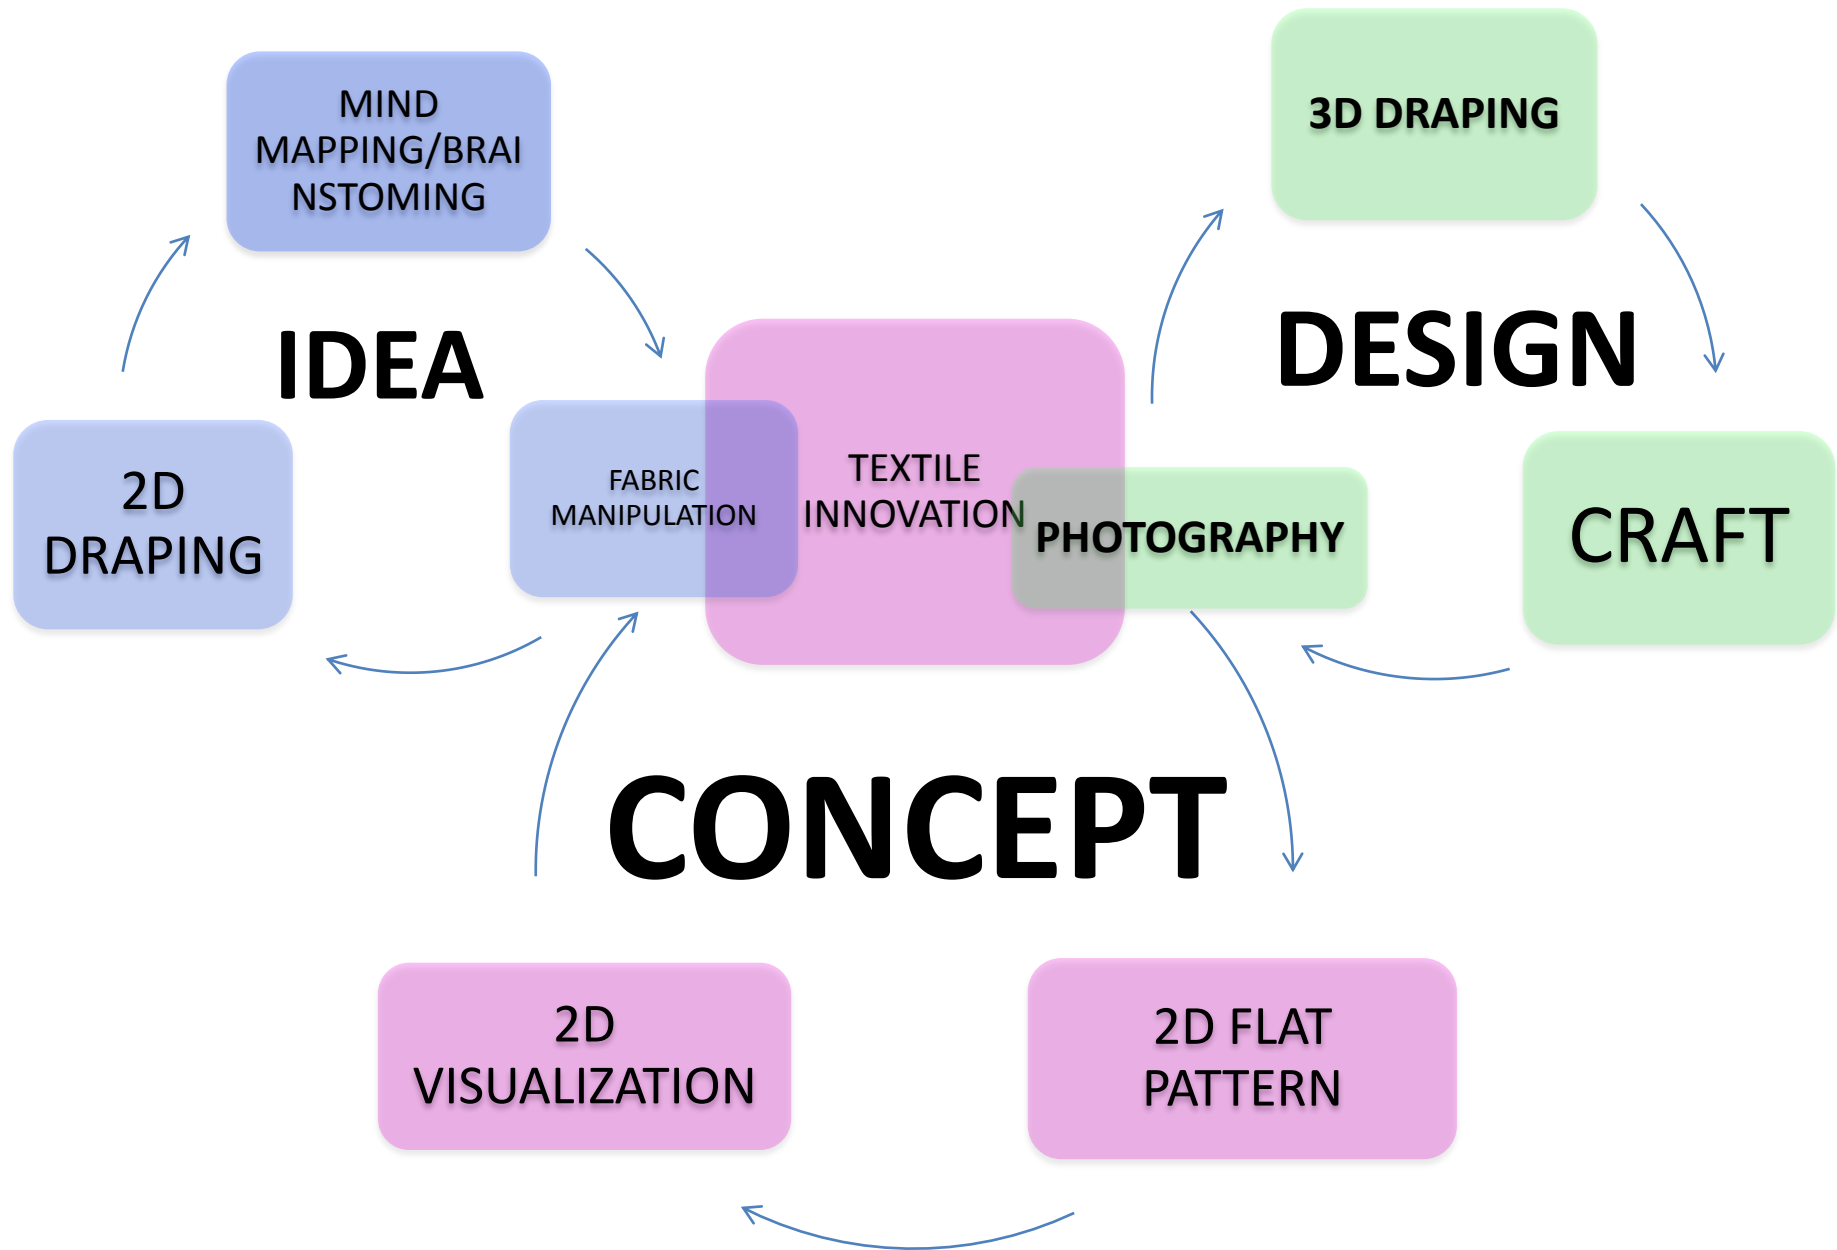 MIND
MAPPING/BRAI
NSTOMING
IDEA
2D
DRAPING
FABRIC
MANIPULATION
TEXTILE
INNOVATION
3D DRAPING
DESIGN
PHOTOGRAPHY
CRAFT
CONCEPT
2D
VISUALIZATION
2D FLAT
PATTERN